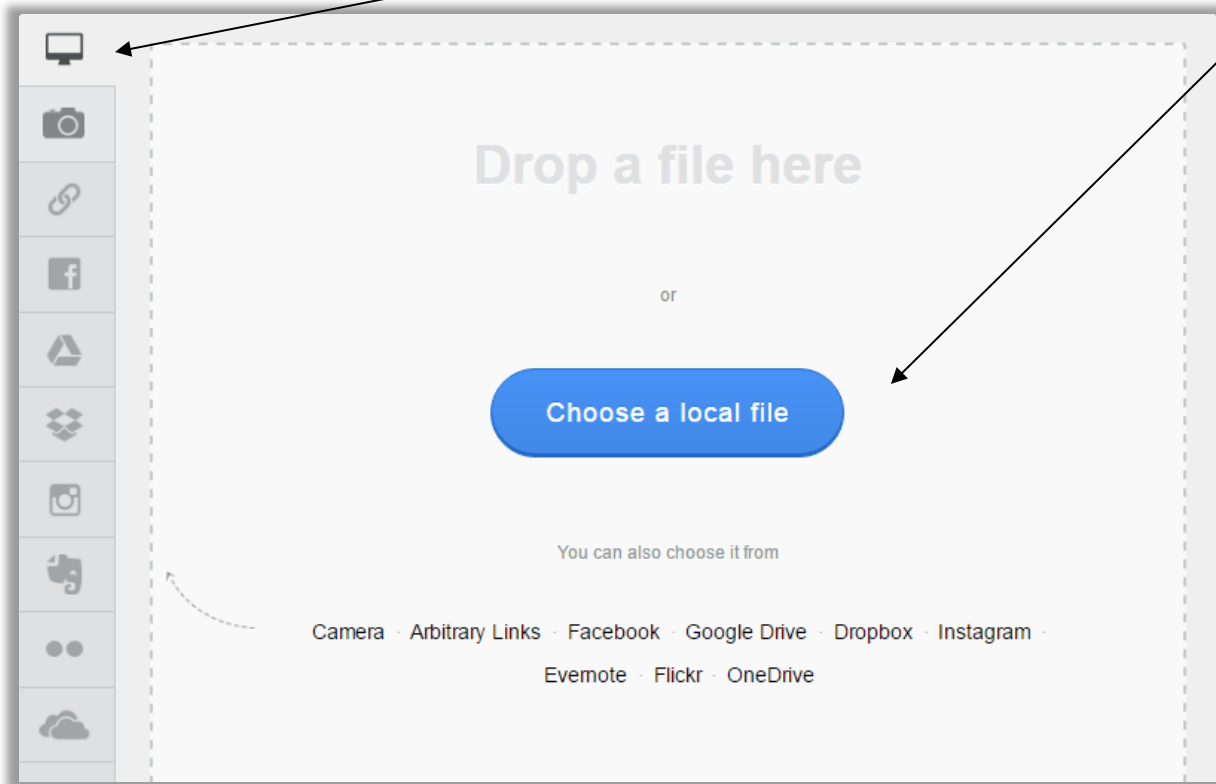 Drop a file here
or
Choose a local file
You can also choose it from
Camera · Arbitrary Links · Facebook · Google Drive · Dropbox · Instagram ·
Evernote · Flickr · OneDrive